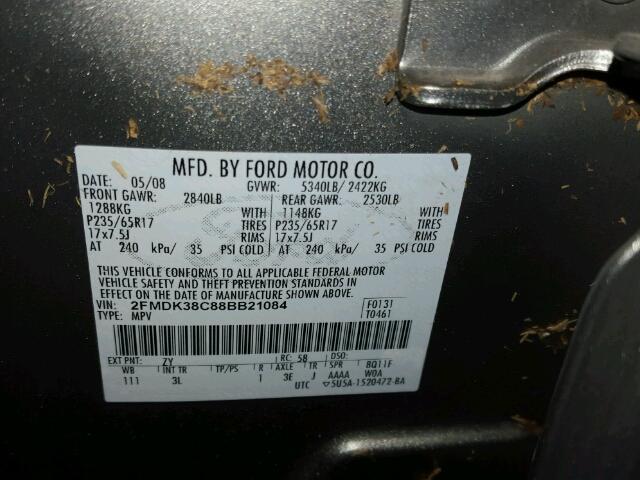 MFD. BY FORD MOTOR CO.
DATE: 05/08 GVWR: 5340LB/ 2422KG
FRONT GAWR: 2840LB REAR GAWR: 2530LB
1288KG WITH 1148KG WITH
P235/65R17 TIRES P235/65R17 TIRES
17x7.5J RIMS 17x7.5J RIMS
AT 240 kPa/ 35 PSI COLD AT 240 kPa/ 35 PSI COLD
THIS VEHICLE CONFORMS TO ALL APPLICABLE FEDERAL MOTOR
VEHICLE SAFETY AND THEFT PREVENTION STANDARDS IN
EFFECT ON THE DATE OF MANUFACTURE SHOWN ABOVE.
VIN: 2FMDK38C88BB21084 F0131
TYPE: MPV T0461
EXT PNT: ZY RC: 58 DSO:
WB INT TR TP/PS R AXLE TR SPR BQ11F
111 3L 1 3E J AAAA W0A
UTC ▽5U5A-1520472-BA